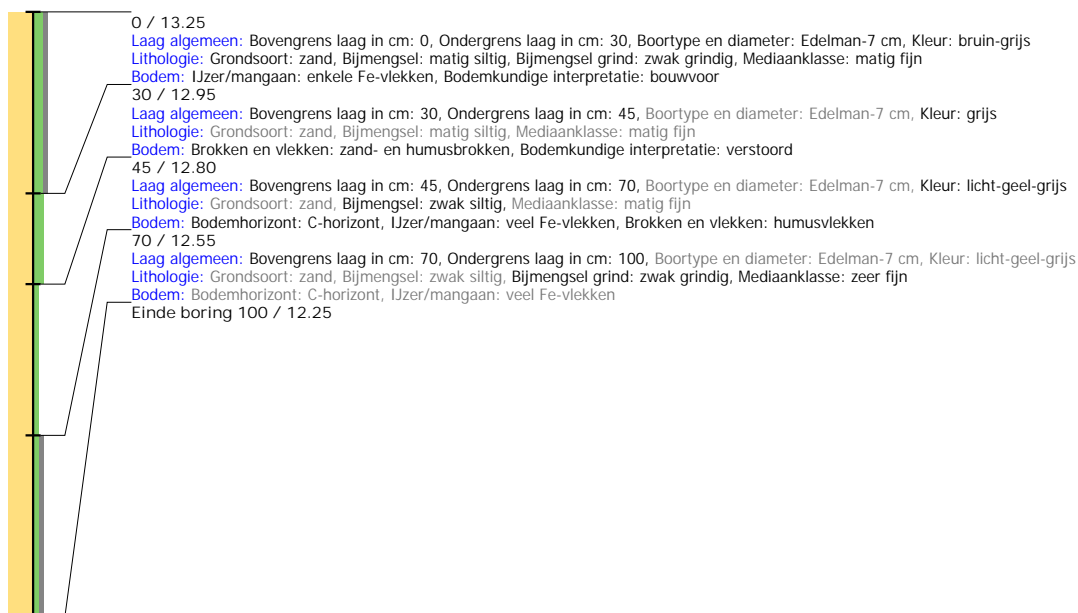 0 / 13.25
Laag algemeen: Bovengrens laag in cm: 0, Ondergrens laag in cm: 30, Boortype en diameter: Edelman-7 cm, Kleur: bruin-grijs
Lithologie: Grondsoort: zand, Bijmengsel: matig siltig, Bijmengsel grind: zwak grindig, Mediaanklasse: matig fijn
Bodem: IJzer/mangaan: enkele Fe-vlekken, Bodemkundige interpretatie: bouwvoor
30 / 12.95
Laag algemeen: Bovengrens laag in cm: 30, Ondergrens laag in cm: 45, Boortype en diameter: Edelman-7 cm, Kleur: grijs
Lithologie: Grondsoort: zand, Bijmengsel: matig siltig, Mediaanklasse: matig fijn
Bodem: Brokken en vlekken: zand- en humusbrokken, Bodemkundige interpretatie: verstoord
45 / 12.80
Laag algemeen: Bovengrens laag in cm: 45, Ondergrens laag in cm: 70, Boortype en diameter: Edelman-7 cm, Kleur: licht-geel-grijs
Lithologie: Grondsoort: zand, Bijmengsel: zwak siltig, Mediaanklasse: matig fijn
Bodem: Bodemhorizont: C-horizont, IJzer/mangaan: veel Fe-vlekken, Brokken en vlekken: humusvlekken
70 / 12.55
Laag algemeen: Bovengrens laag in cm: 70, Ondergrens laag in cm: 100, Boortype en diameter: Edelman-7 cm, Kleur: licht-geel-grijs
Lithologie: Grondsoort: zand, Bijmengsel: zwak siltig, Bijmengsel grind: zwak grindig, Mediaanklasse: zeer fijn
Bodem: Bodemhorizont: C-horizont, IJzer/mangaan: veel Fe-vlekken
Einde boring 100 / 12.25